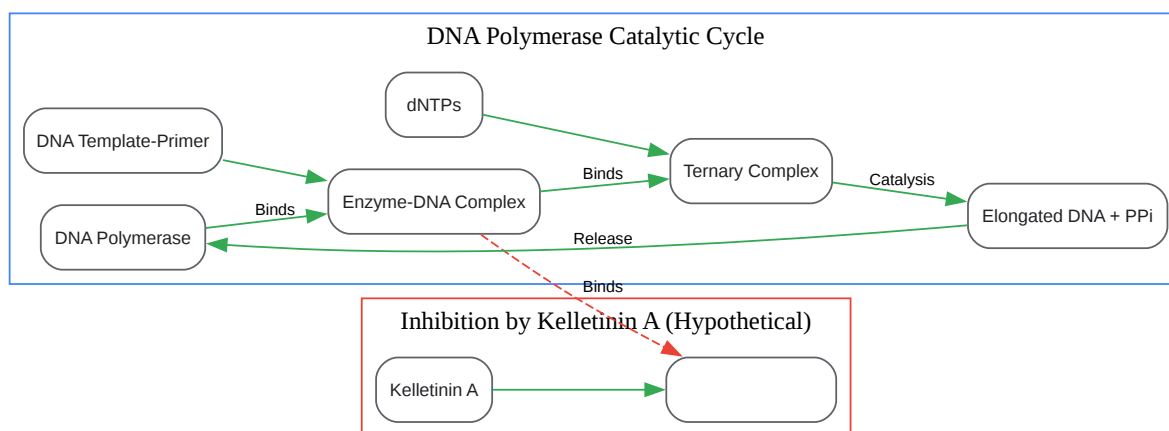 DNA Polymerase Catalytic Cycle
dNTPs
DNA Template-Primer
Ternary Complex
Binds
Catalysis
Enzyme-DNA Complex
Binds
Elongated DNA + PPi
DNA Polymerase
Release
Binds
Inhibition by Kelletinin A (Hypothetical)
Kelletinin A